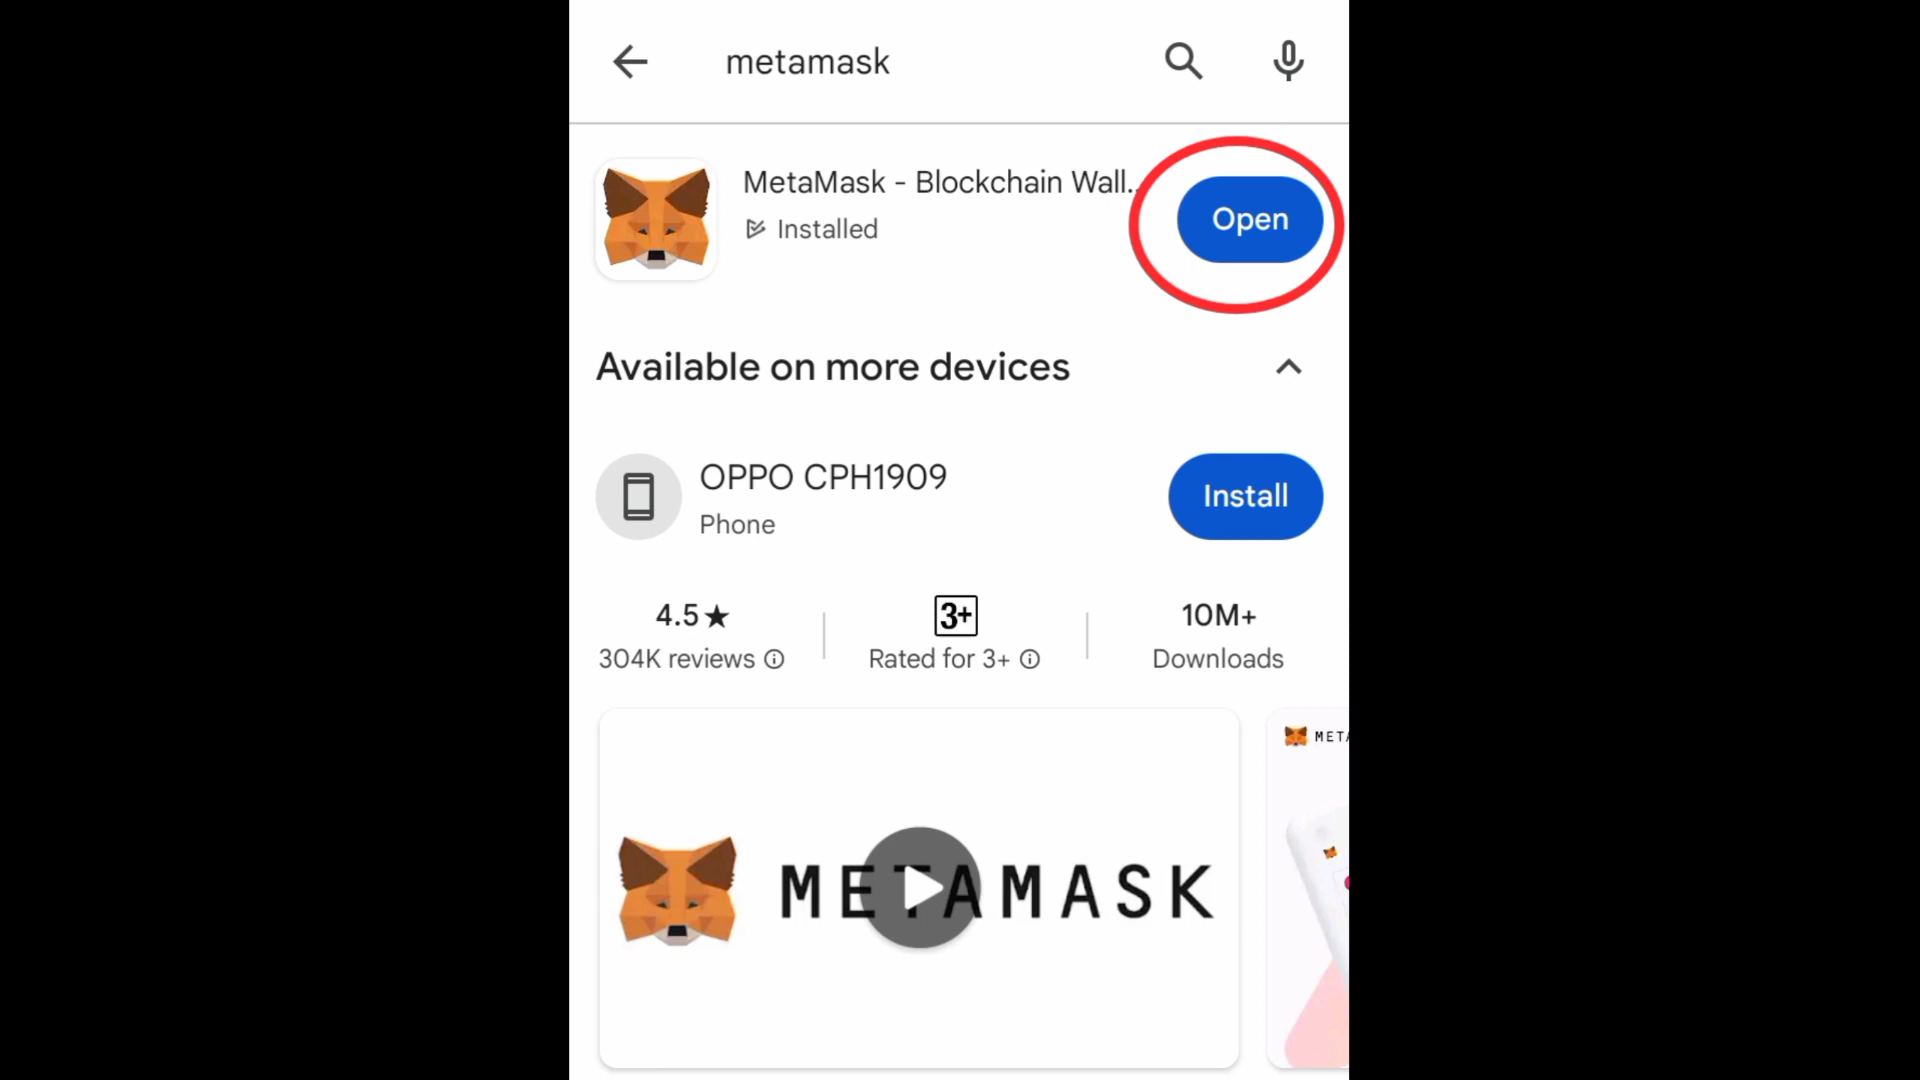 metamask
MetaMask - Blockchain Wall...
Installed
Open
Available on more devices
OPPO CPH1909
Phone
Install
4.5★
304K reviews
3+
Rated for 3+
10M+
Downloads
METAMASK
META